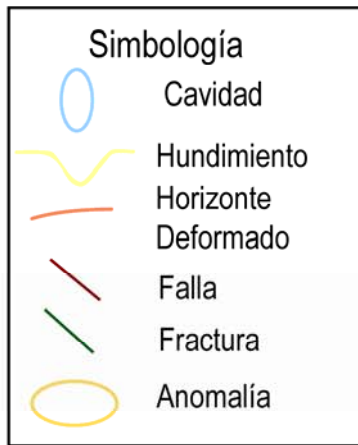 Simbología
Cavidad
Hundimiento
Horizonte
Deformado
Falla
Fractura
Anomalía